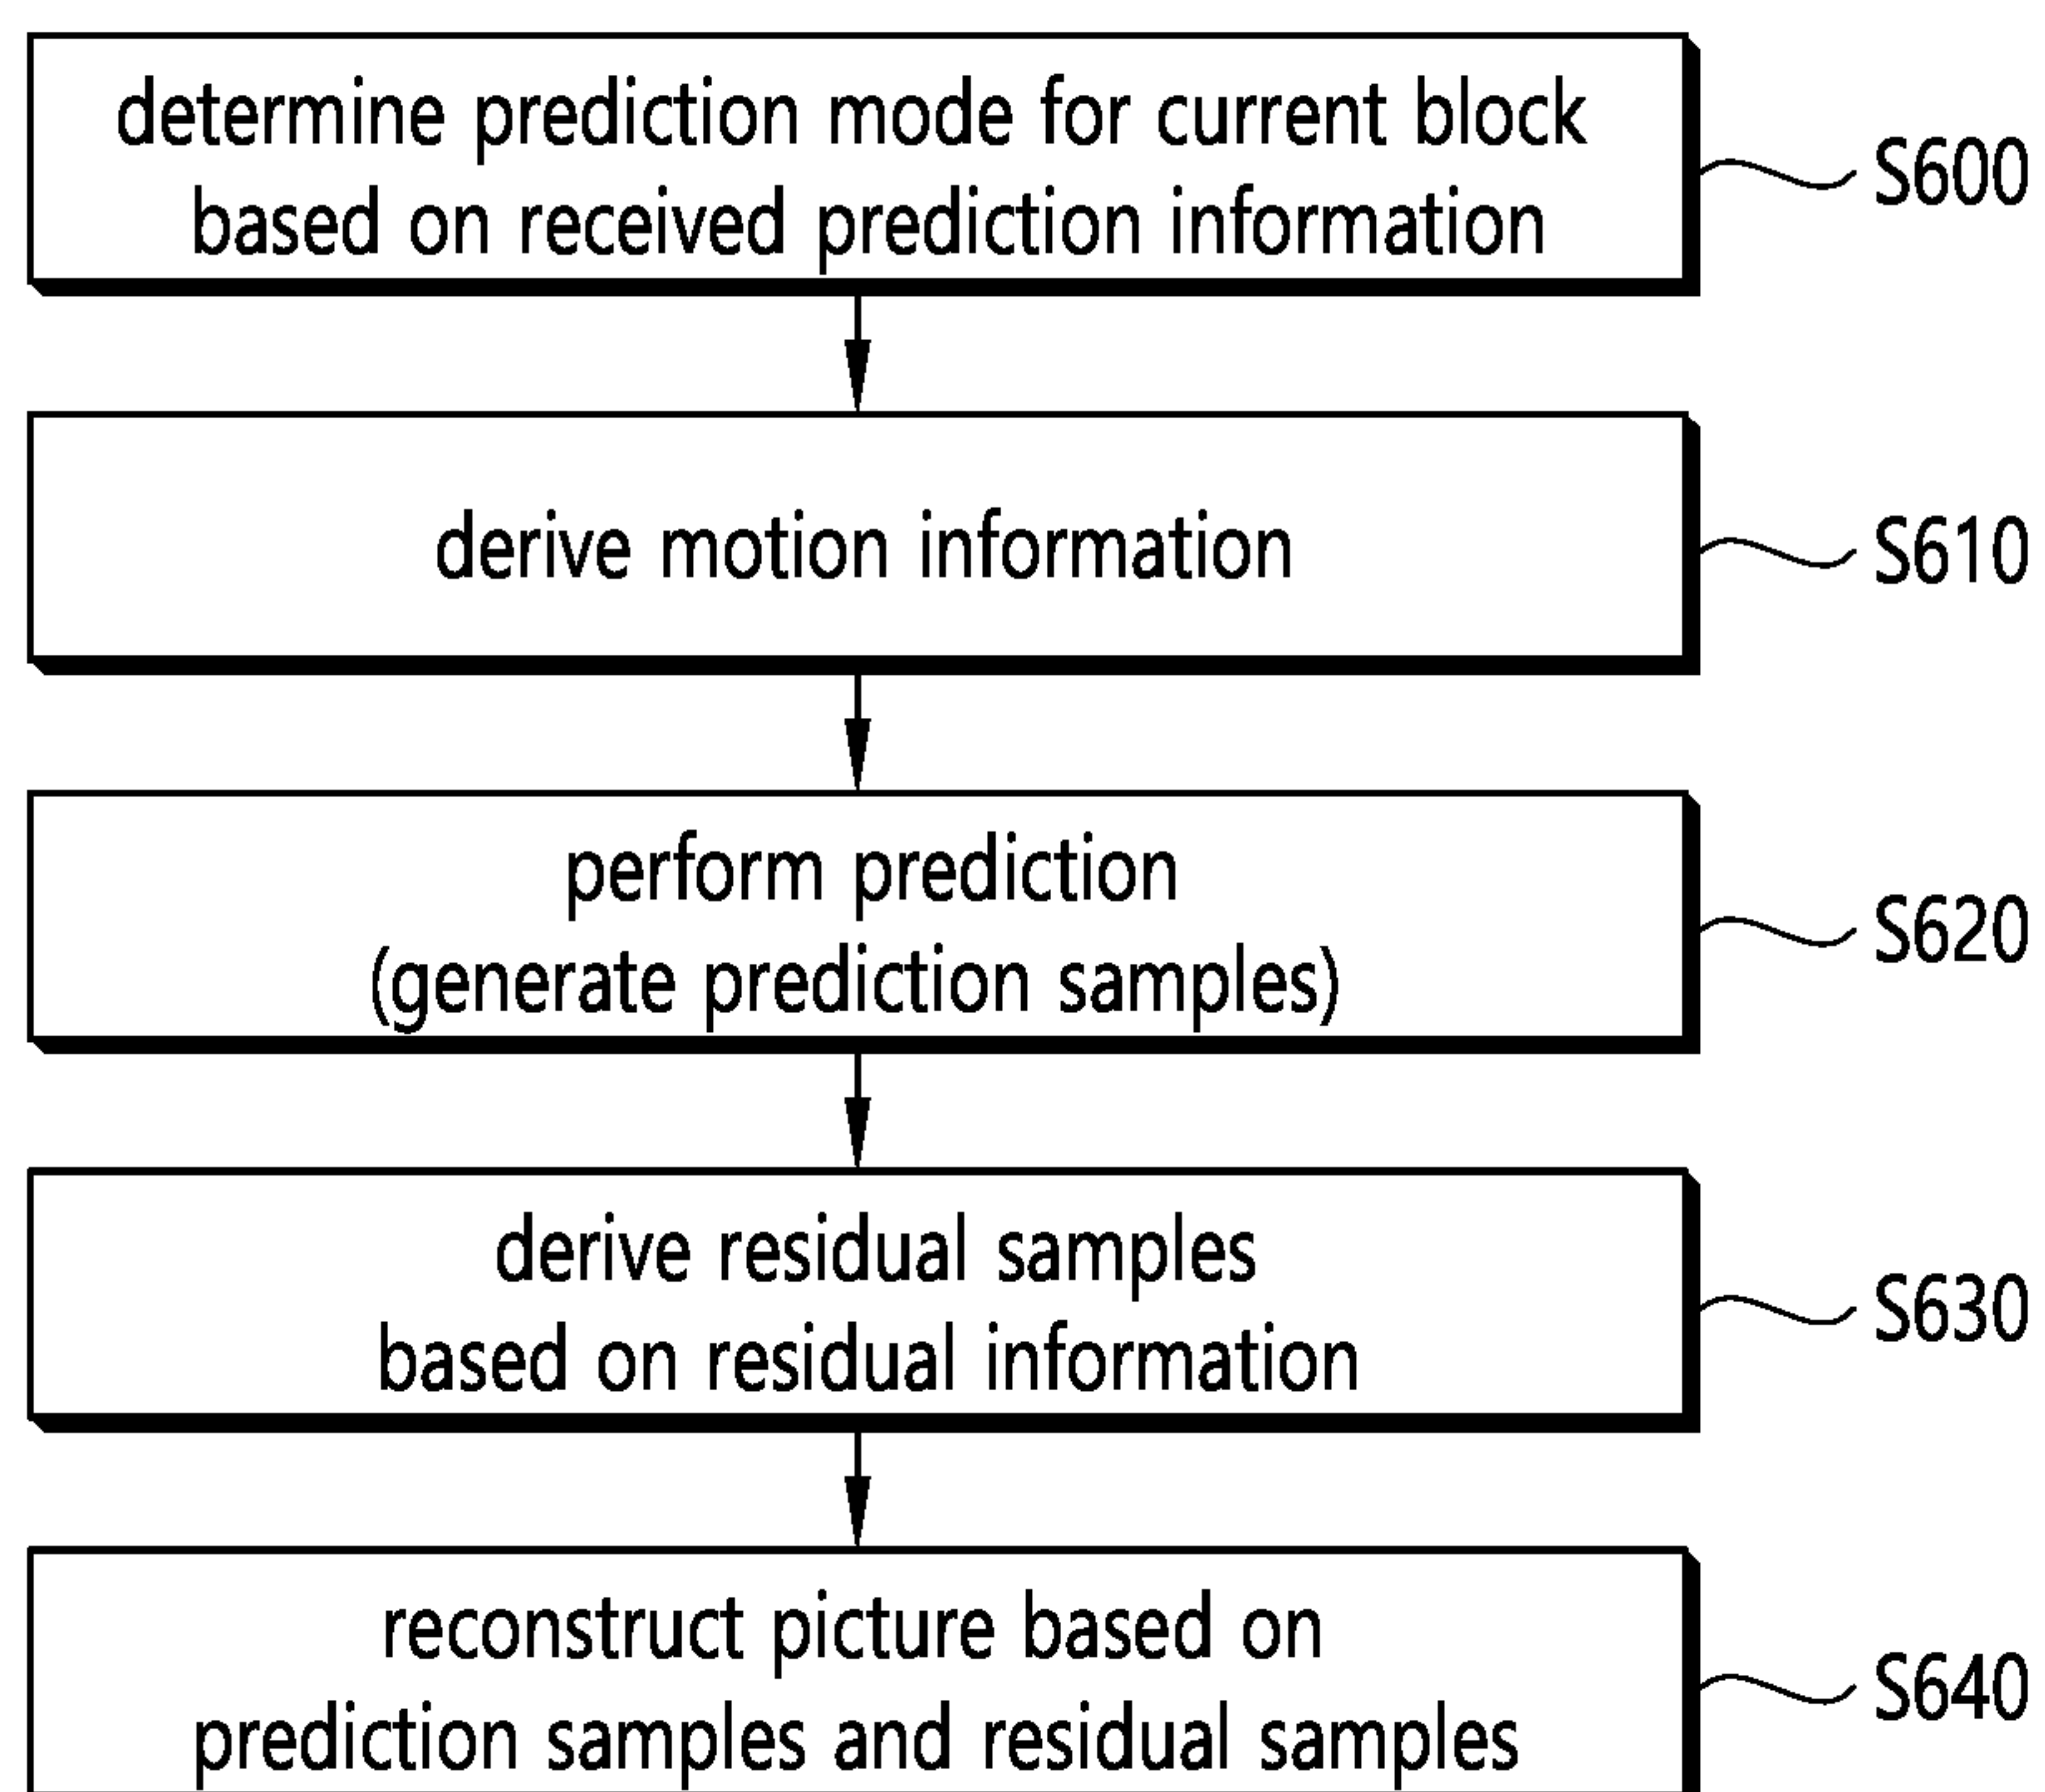 determine prediction mode for current block
based on received prediction information
S600
derive motion information
S610
perform prediction
(generate prediction samples)
S620
derive residual samples
based on residual information
S630
reconstruct picture based on
prediction samples and residual samples
S640